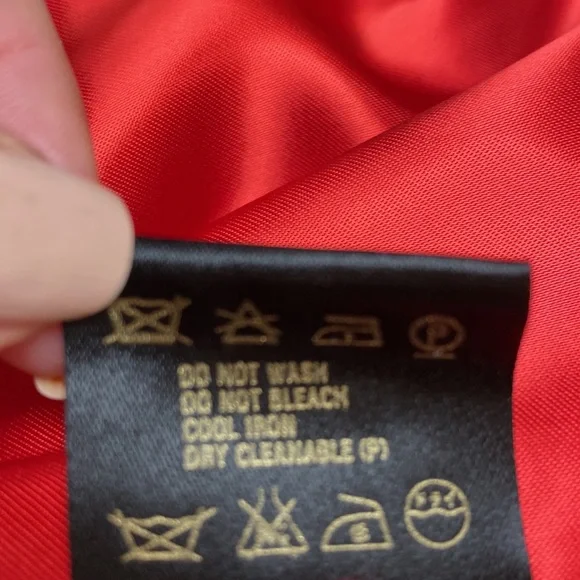 P
DO NOT WASH
DO NOT BLEACH
COOL IRON
DRY CLEANABLE (P)